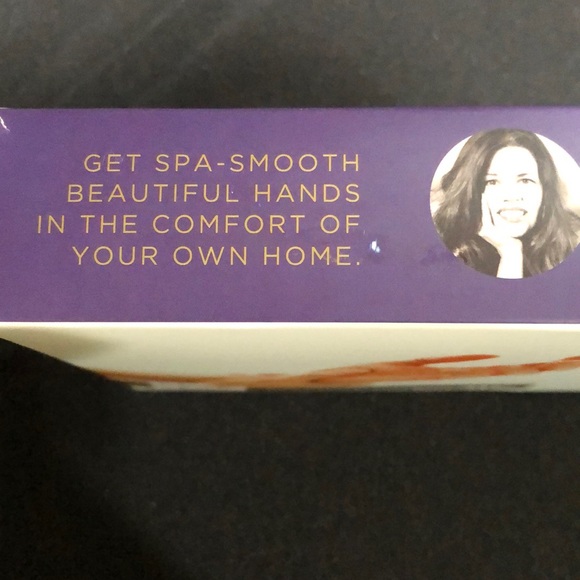 GET SPA-SMOOTH
BEAUTIFUL HANDS
IN THE COMFORT OF
YOUR OWN HOME.